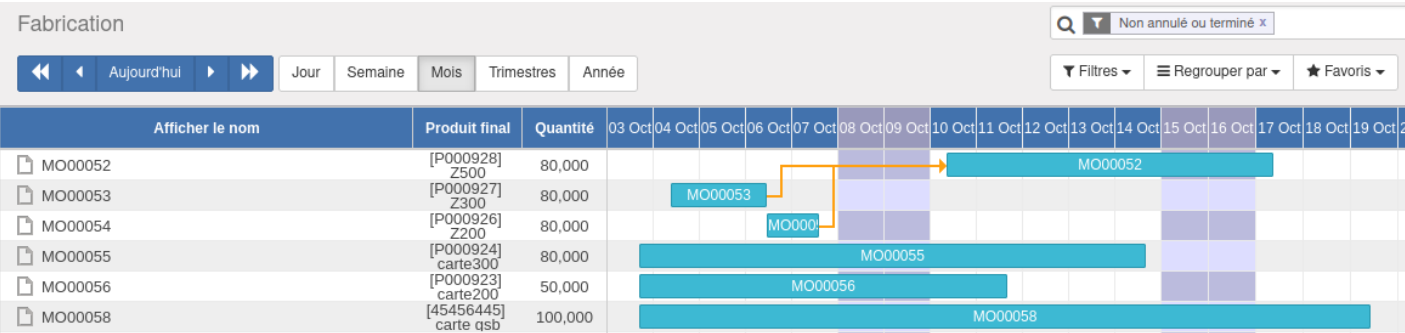 Fabrication
Non annulé ou terminé x
Aujourd'hui Jour Semaine Mois Trimestres Année
Filtres Regrouper par Favoris
Afficher le nom Produit final Quantité 03 Oct 04 Oct 05 Oct 06 Oct 07 Oct 08 Oct 09 Oct 10 Oct 11 Oct 12 Oct 13 Oct 14 Oct 15 Oct 16 Oct 17 Oct 18 Oct 19 Oct 2
MO00052 [P000928] Z500 80,000 MO00052
MO00053 [P000927] Z300 80,000 MO00053
MO00054 [P000926] Z200 80,000 MO000
MO00055 [P000924] carte300 80,000 MO00055
MO00056 [P000923] carte200 50,000 MO00056
MO00058 [45456445] carte gsb 100,000 MO00058